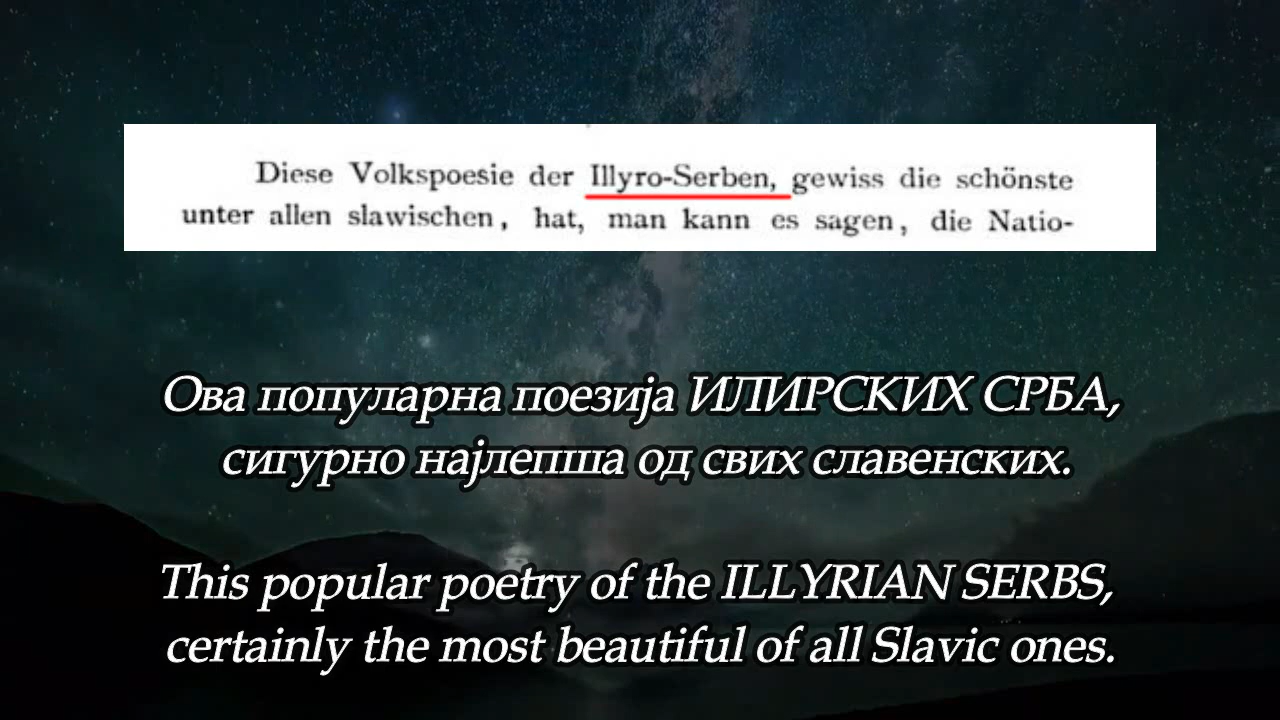 Diese Volkspoesie der Illyro-Serben, gewiss die schönste
unter allen slawischen, hat, man kann es sagen, die Natio-
Ова популарна поезија ИЛИРСКИХ СРБА,
сигурно најлепша од свих славенских.
This popular poetry of the ILLYRIAN SERBS,
certainly the most beautiful of all Slavic ones.